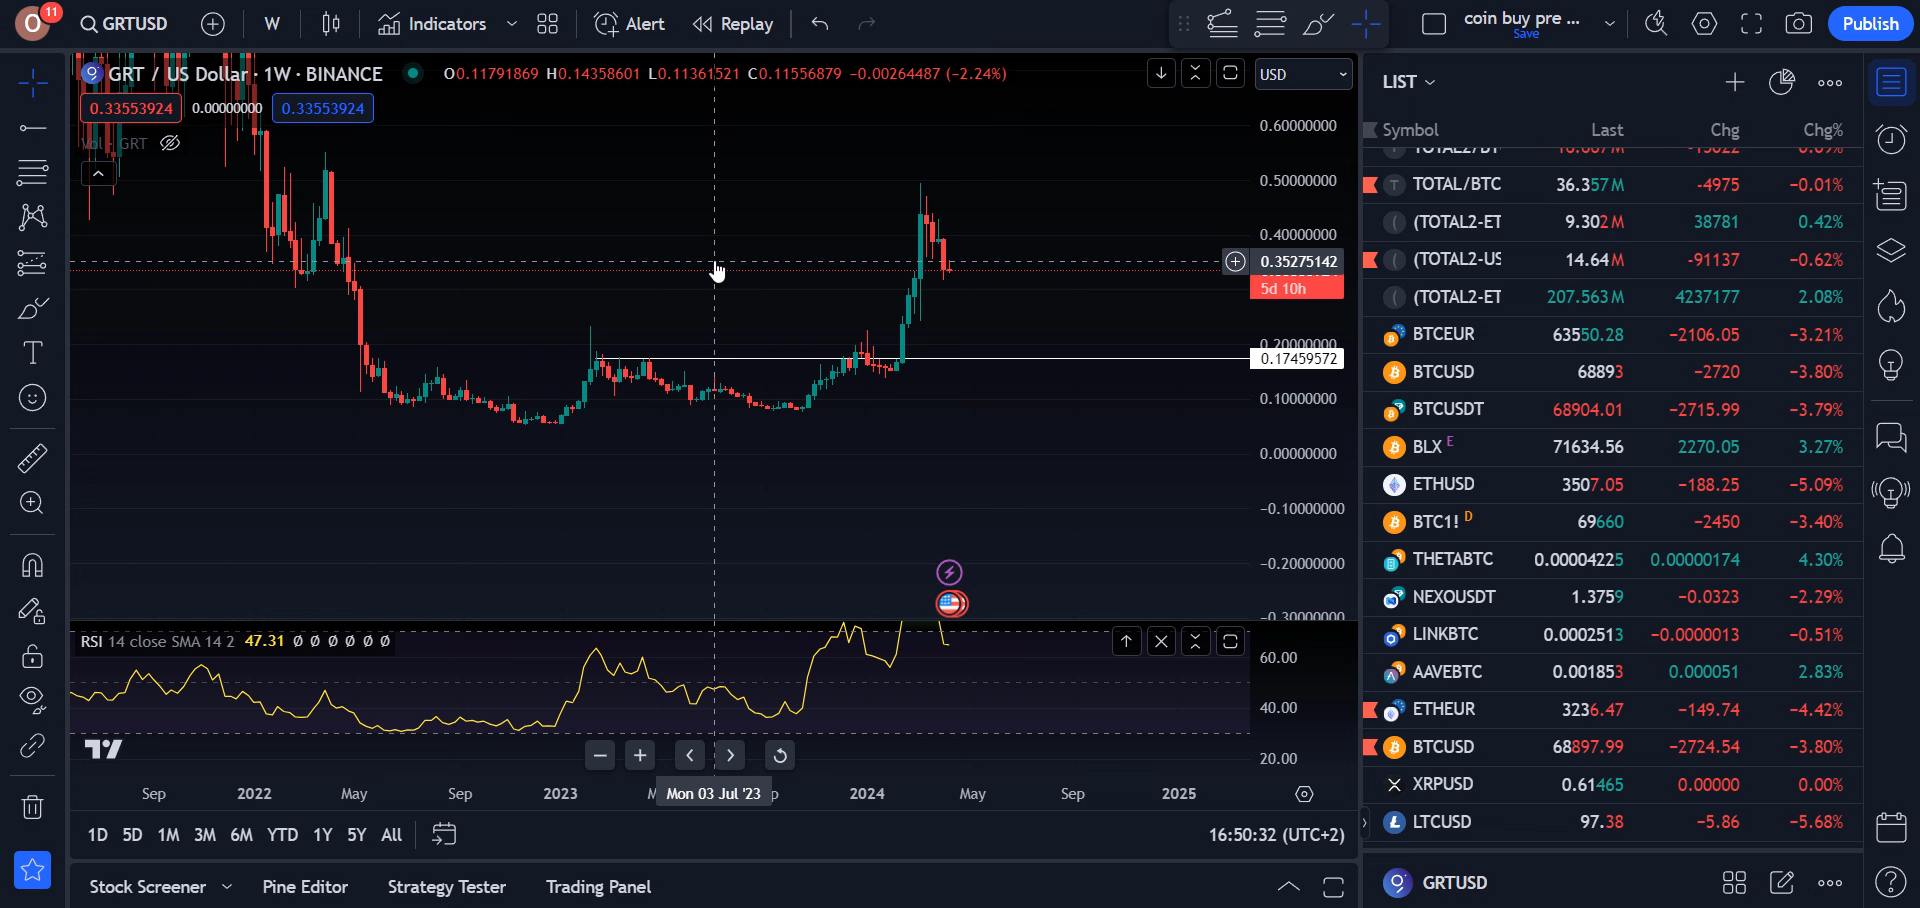 O 11 GRTUSD W Indicators Alert Replay coin buy pre ... Save Publish
GRT / US Dollar · 1W · BINANCE O0.11791869 H0.14358601 L0.11361521 C0.11556879 −0.00264487 (−2.24%) USD
0.33553924 0.00000000 0.33553924
Vol · GRT
0.60000000
0.50000000
0.40000000
0.35275142
5d 10h
0.20000000
0.17459572
0.10000000
0.00000000
−0.10000000
−0.20000000
−0.30000000
RSI 14 close SMA 14 2 47.31 Ø Ø Ø Ø Ø Ø
60.00
40.00
20.00
Sep 2022 May Sep 2023 Mon 03 Jul '23 2024 May Sep 2025
1D 5D 1M 3M 6M YTD 1Y 5Y All 16:50:32 (UTC+2)
Stock Screener Pine Editor Strategy Tester Trading Panel
LIST
Symbol Last Chg Chg%
TOTAL/BTC 36.357M −4975 −0.01%
(TOTAL2-ET 9.302M 38781 0.42%
(TOTAL2-US 14.64M −91137 −0.62%
(TOTAL2-ET 207.563M 4237177 2.08%
BTCEUR 63550.28 −2106.05 −3.21%
BTCUSD 68893 −2720 −3.80%
BTCUSDT 68904.01 −2715.99 −3.79%
BLX E 71634.56 2270.05 3.27%
ETHUSD 3507.05 −188.25 −5.09%
BTC1! D 69660 −2450 −3.40%
THETABTC 0.00004225 0.00000174 4.30%
NEXOUSDT 1.3759 −0.0323 −2.29%
LINKBTC 0.0002513 −0.0000013 −0.51%
AAVEBTC 0.001853 0.000051 2.83%
ETHEUR 3236.47 −149.74 −4.42%
BTCUSD 68897.99 −2724.54 −3.80%
XRPUSD 0.61465 0.00000 0.00%
LTCUSD 97.38 −5.86 −5.68%
GRTUSD